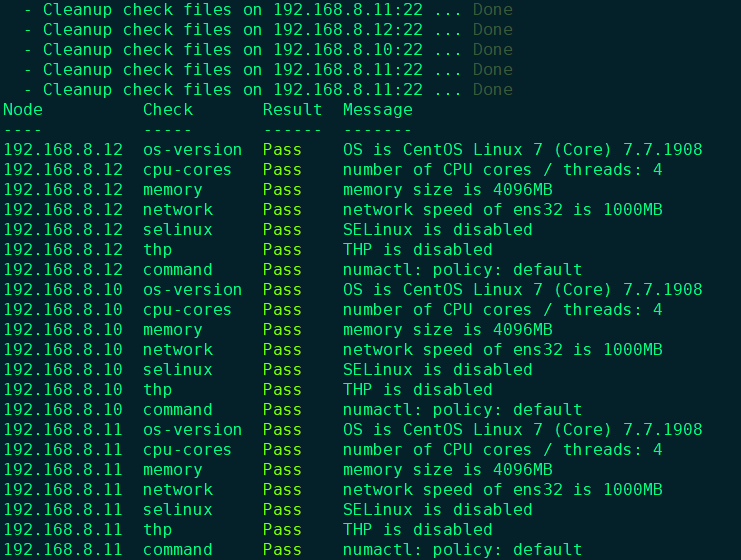 - Cleanup check files on 192.168.8.11:22 ... Done
- Cleanup check files on 192.168.8.12:22 ... Done
- Cleanup check files on 192.168.8.10:22 ... Done
- Cleanup check files on 192.168.8.11:22 ... Done
- Cleanup check files on 192.168.8.11:22 ... Done
Node          Check       Result  Message
----          -----       ------  -------
192.168.8.12  os-version  Pass    OS is CentOS Linux 7 (Core) 7.7.1908
192.168.8.12  cpu-cores   Pass    number of CPU cores / threads: 4
192.168.8.12  memory      Pass    memory size is 4096MB
192.168.8.12  network     Pass    network speed of ens32 is 1000MB
192.168.8.12  selinux     Pass    SELinux is disabled
192.168.8.12  thp         Pass    THP is disabled
192.168.8.12  command     Pass    numactl: policy: default
192.168.8.10  os-version  Pass    OS is CentOS Linux 7 (Core) 7.7.1908
192.168.8.10  cpu-cores   Pass    number of CPU cores / threads: 4
192.168.8.10  memory      Pass    memory size is 4096MB
192.168.8.10  network     Pass    network speed of ens32 is 1000MB
192.168.8.10  selinux     Pass    SELinux is disabled
192.168.8.10  thp         Pass    THP is disabled
192.168.8.10  command     Pass    numactl: policy: default
192.168.8.11  os-version  Pass    OS is CentOS Linux 7 (Core) 7.7.1908
192.168.8.11  cpu-cores   Pass    number of CPU cores / threads: 4
192.168.8.11  memory      Pass    memory size is 4096MB
192.168.8.11  network     Pass    network speed of ens32 is 1000MB
192.168.8.11  selinux     Pass    SELinux is disabled
192.168.8.11  thp         Pass    THP is disabled
192.168.8.11  command     Pass    numactl: policy: default